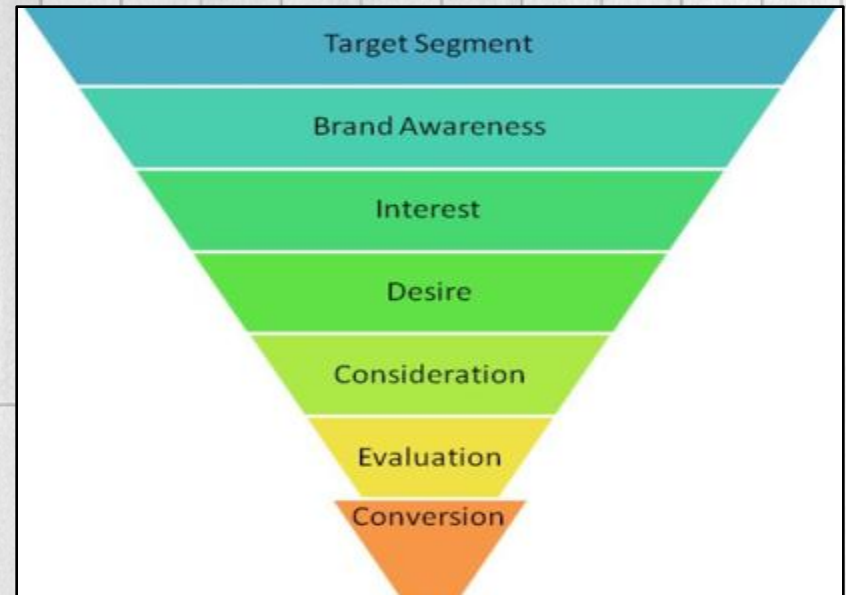 Target Segment
Brand Awareness
Interest
Desire
Consideration
Evaluation
Conversion